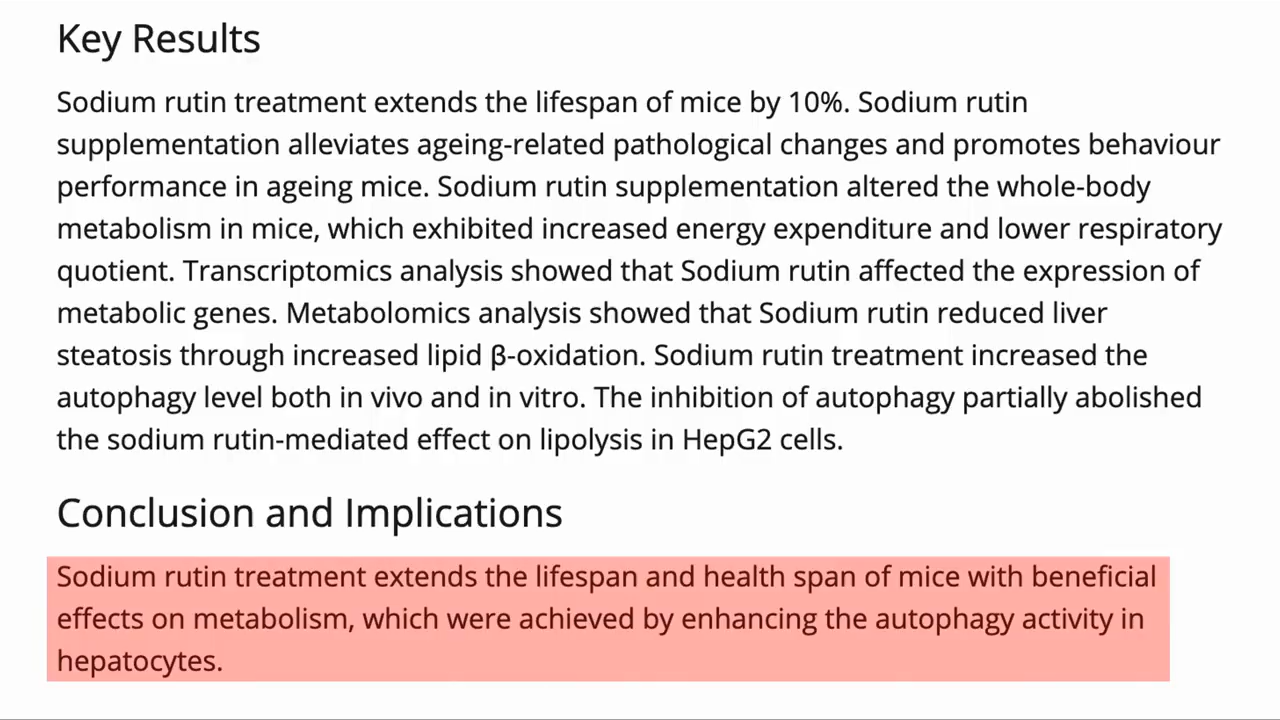 Key Results
Sodium rutin treatment extends the lifespan of mice by 10%. Sodium rutin
supplementation alleviates ageing-related pathological changes and promotes behaviour
performance in ageing mice. Sodium rutin supplementation altered the whole-body
metabolism in mice, which exhibited increased energy expenditure and lower respiratory
quotient. Transcriptomics analysis showed that Sodium rutin affected the expression of
metabolic genes. Metabolomics analysis showed that Sodium rutin reduced liver
steatosis through increased lipid β-oxidation. Sodium rutin treatment increased the
autophagy level both in vivo and in vitro. The inhibition of autophagy partially abolished
the sodium rutin-mediated effect on lipolysis in HepG2 cells.
Conclusion and Implications
Sodium rutin treatment extends the lifespan and health span of mice with beneficial
effects on metabolism, which were achieved by enhancing the autophagy activity in
hepatocytes.